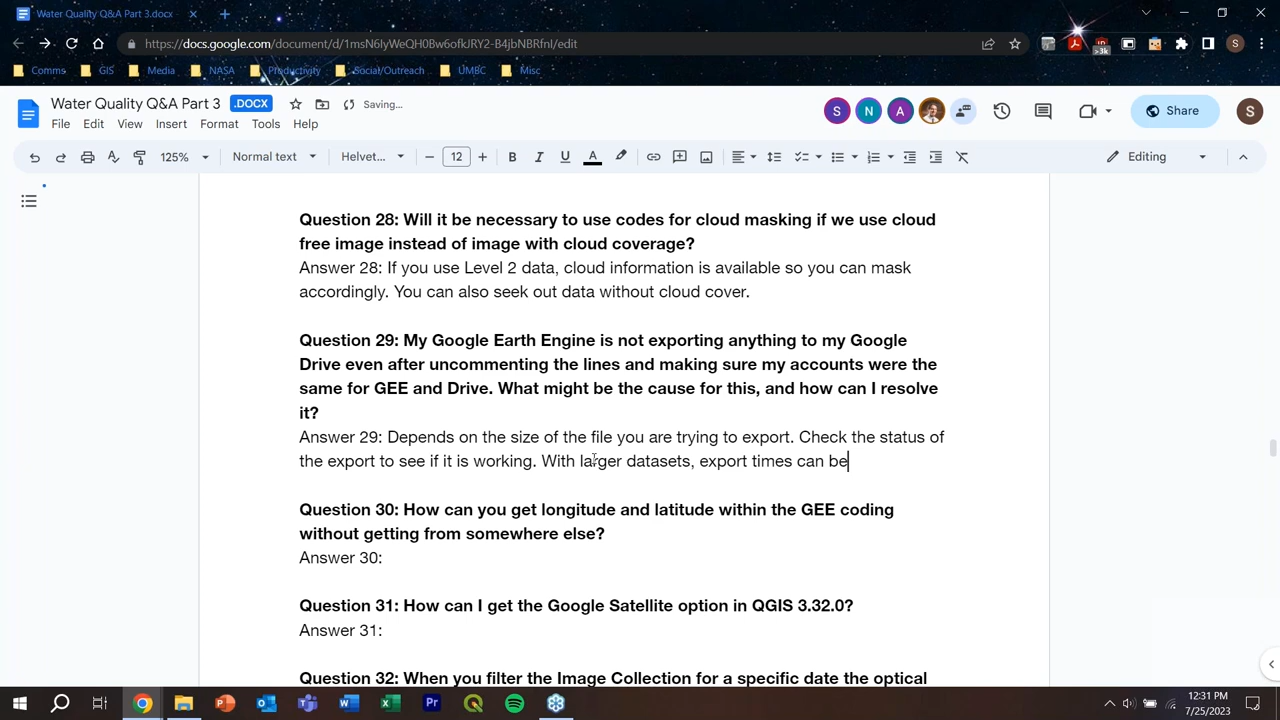 Water Quality Q&A Part 3.docx
https://docs.google.com/document/d/1msN6lyWeQH0Bw6ofkJRY2-B4jbNBRfnI/edit
Comms GIS Media NASA Productivity Social/Outreach UMBC Misc
>3k
S
Water Quality Q&A Part 3 .DOCX Saving...
S N A Share S
File Edit View Insert Format Tools Help
125% Normal text Helvet... 12 B I U A Editing
Question 28: Will it be necessary to use codes for cloud masking if we use cloud
free image instead of image with cloud coverage?
Answer 28: If you use Level 2 data, cloud information is available so you can mask
accordingly. You can also seek out data without cloud cover.
Question 29: My Google Earth Engine is not exporting anything to my Google
Drive even after uncommenting the lines and making sure my accounts were the
same for GEE and Drive. What might be the cause for this, and how can I resolve
it?
Answer 29: Depends on the size of the file you are trying to export. Check the status of
the export to see if it is working. With larger datasets, export times can be
Question 30: How can you get longitude and latitude within the GEE coding
without getting from somewhere else?
Answer 30:
Question 31: How can I get the Google Satellite option in QGIS 3.32.0?
Answer 31:
Question 32: When you filter the Image Collection for a specific date the optical
12:31 PM
7/25/2023